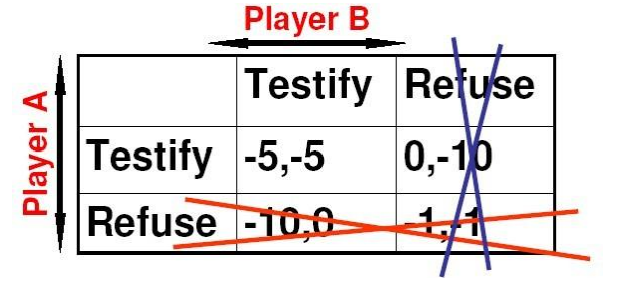 Player B
Player A
Testify Refuse
Testify -5,-5 0,-10
Refuse -10,0 -1,-1